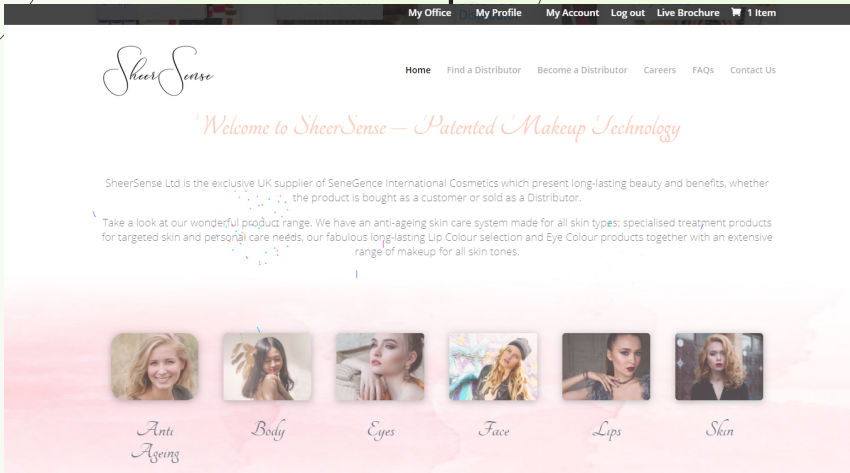 My Office My Profile My Account Log out Live Brochure 1 Item
SheerSense
Home Find a Distributor Become a Distributor Careers FAQs Contact Us
Welcome to SheerSense – Patented Makeup Technology
SheerSense Ltd is the exclusive UK supplier of SeneGence International Cosmetics which present long-lasting beauty and benefits, whether
the product is bought as a customer or sold as a Distributor.
Take a look at our wonderful product range. We have an anti-ageing skin care system made for all skin types; specialised treatment products
for targeted skin and personal care needs, our fabulous long-lasting Lip Colour selection and Eye Colour products together with an extensive
range of makeup for all skin tones.
Anti
Ageing
Body
Eyes
Face
Lips
Skin